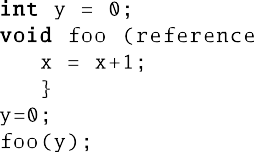 int y = 0;
void foo (reference
x = x+1;
}
y=0;
foo(y);